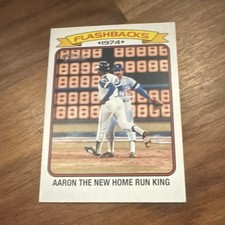 FLASHBACKS
★1974★
AARON THE NEW HOME RUN KING